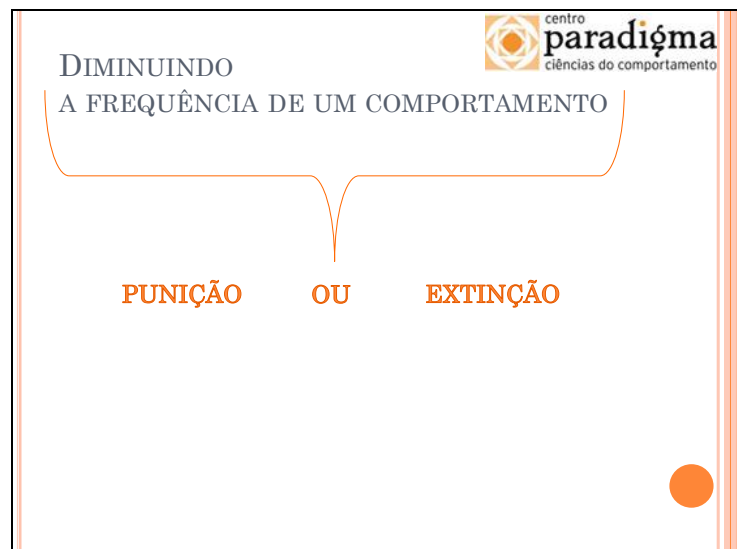 centro
paradigma
ciências do comportamento
DIMINUINDO
A FREQUÊNCIA DE UM COMPORTAMENTO
PUNIÇÃO OU EXTINÇÃO